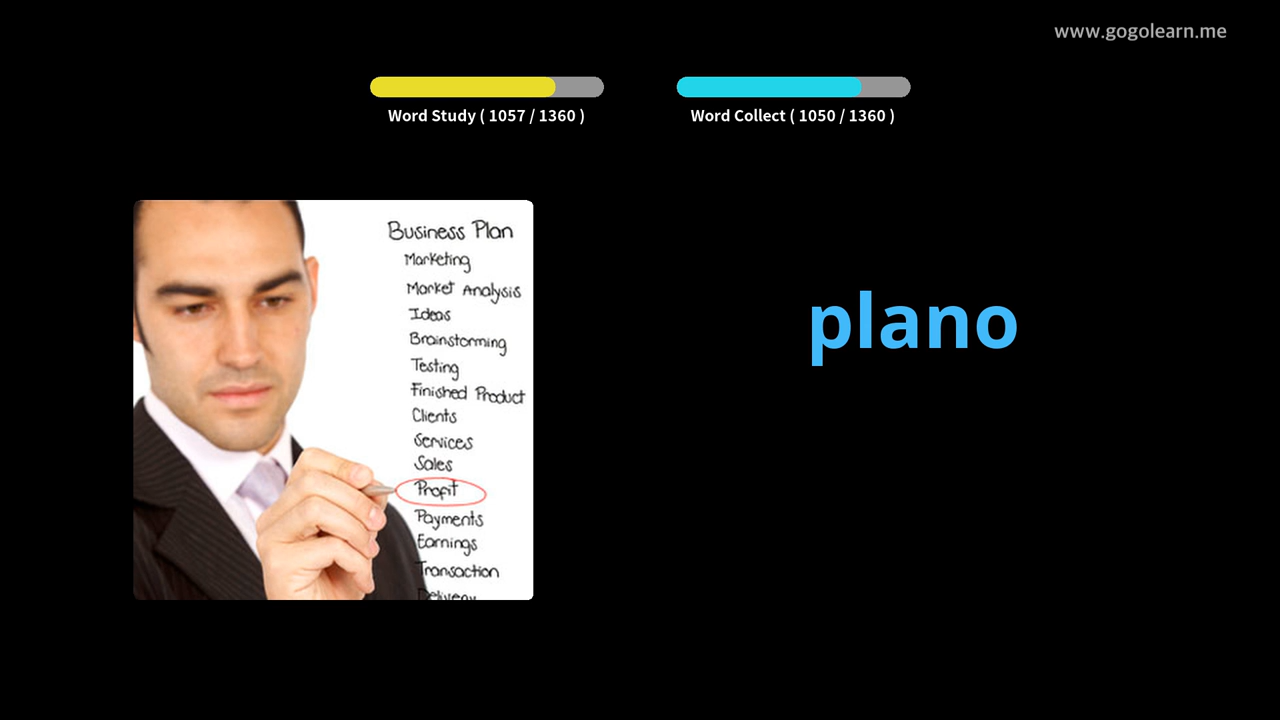 www.gogolearn.me
Word Study ( 1057 / 1360 )
Word Collect ( 1050 / 1360 )
Business Plan
Marketing
Market Analysis
Ideas
Brainstorming
Testing
Finished Product
Clients
Services
Sales
Profit
Payments
Earnings
Transaction
Delivery
plano